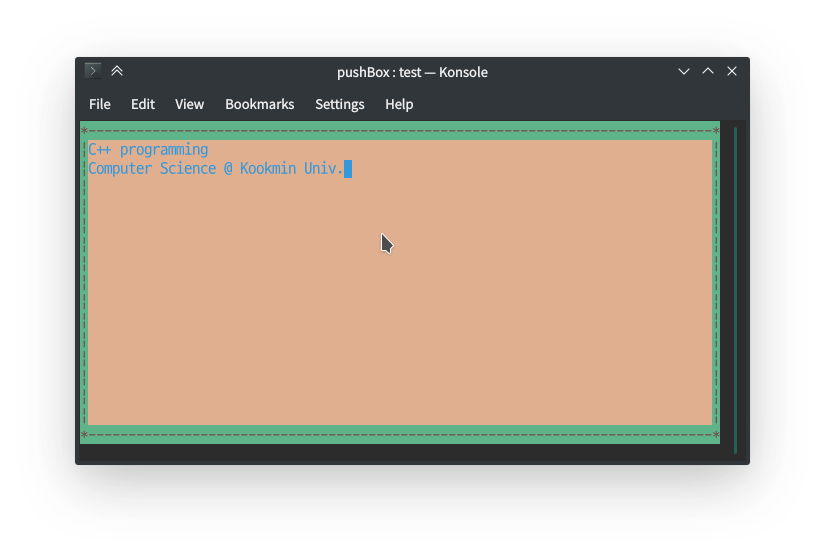 pushBox : test — Konsole
File Edit View Bookmarks Settings Help
C++ programming
Computer Science @ Kookmin Univ.